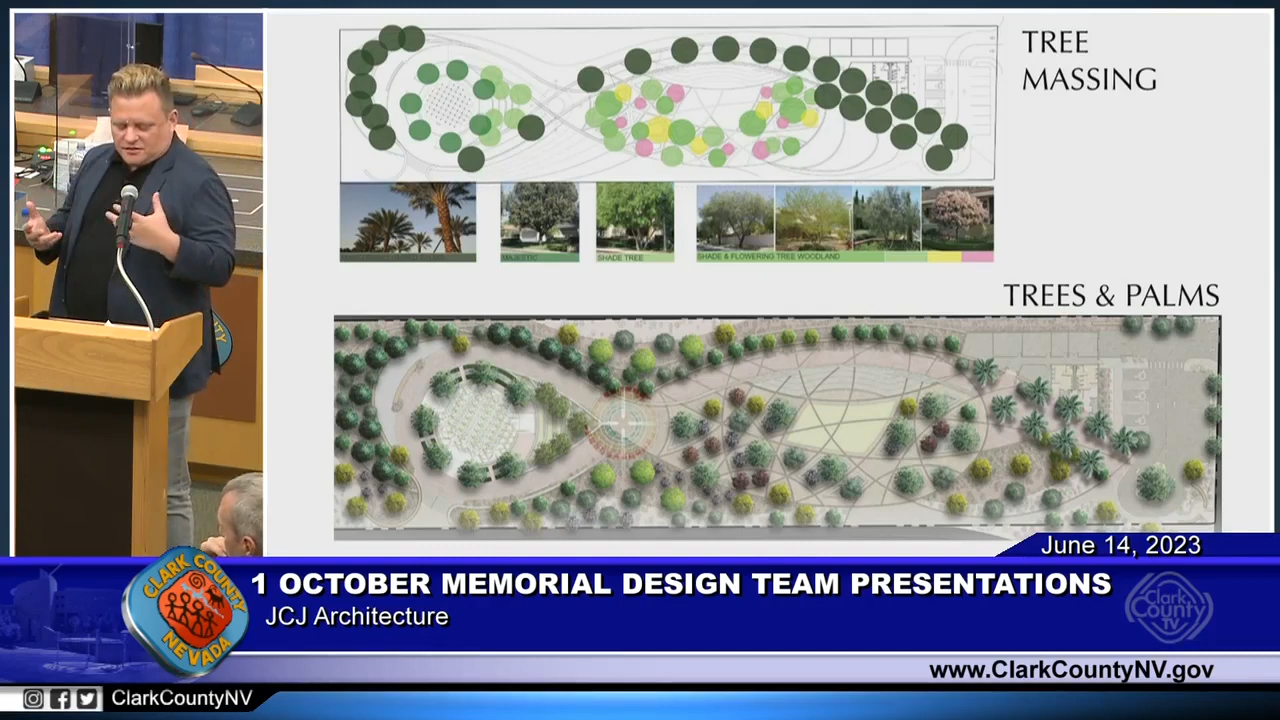 TREE
MASSING
MAJESTIC
SHADE TREE
SHADE & FLOWERING TREE WOODLAND
TREES & PALMS
June 14, 2023
CLARK COUNTY
NEVADA
1 OCTOBER MEMORIAL DESIGN TEAM PRESENTATIONS
JCJ Architecture
Clark
County
TV
www.ClarkCountyNV.gov
ClarkCountyNV